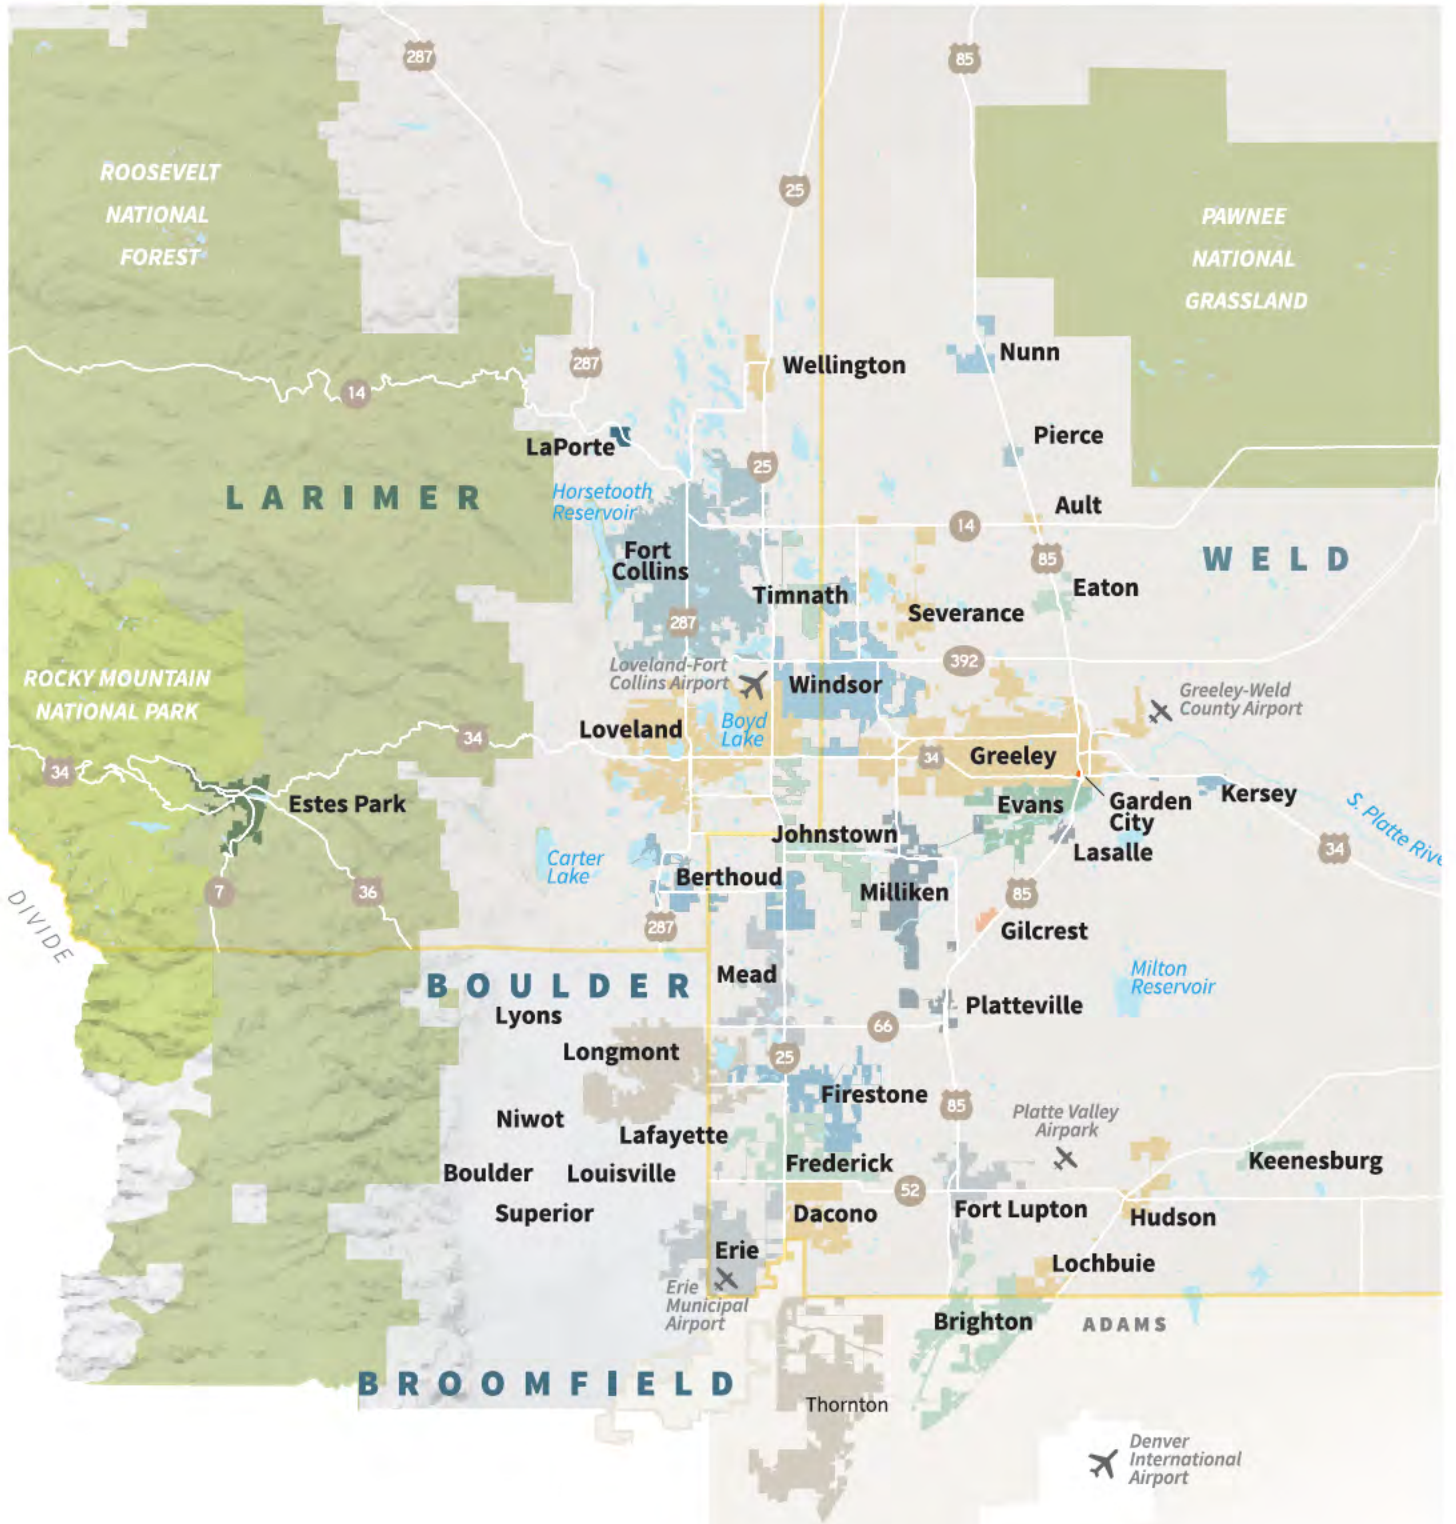 287
85
25
ROOSEVELT
NATIONAL
FOREST
PAWNEE
NATIONAL
GRASSLAND
Nunn
Wellington
287
14
Pierce
LaPorte
25
LARIMER
Horsetooth
Reservoir
Ault
14
Fort
Collins
85
WELD
Timnath
Eaton
Severance
287
392
Loveland-Fort
Collins Airport
Windsor
Greeley-Weld
County Airport
ROCKY MOUNTAIN
NATIONAL PARK
Loveland
Boyd
Lake
34
34
34
Greeley
Estes Park
Evans
Garden
City
Kersey
S. Platte Rive
Johnstown
Lasalle
34
Carter
Lake
Berthoud
Milliken
7
36
85
DIVIDE
287
Gilcrest
Mead
Milton
Reservoir
BOULDER
Lyons
Platteville
66
Longmont
25
Firestone
85
Niwot
Platte Valley
Airpark
Lafayette
Frederick
Keenesburg
Boulder
Louisville
52
Superior
Dacono
Fort Lupton
Hudson
Erie
Lochbuie
Erie
Municipal
Airport
Brighton
ADAMS
BROOMFIELD
Thornton
Denver
International
Airport